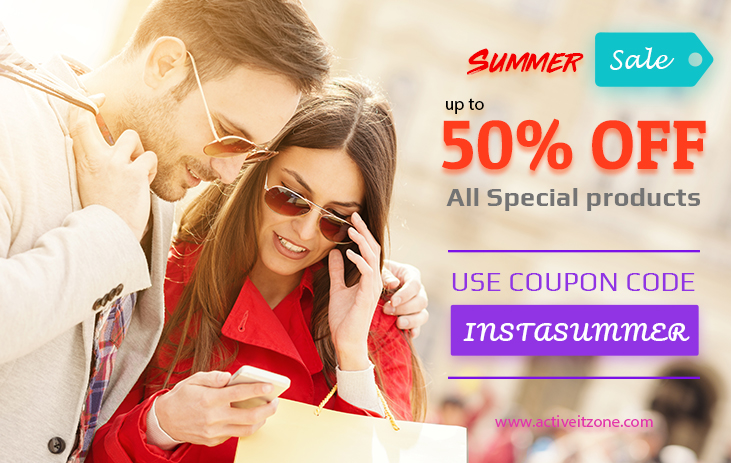 SUMMER Sale
up to
50% OFF
All Special products
USE COUPON CODE
INSTASUMMER
www.activeitzone.com